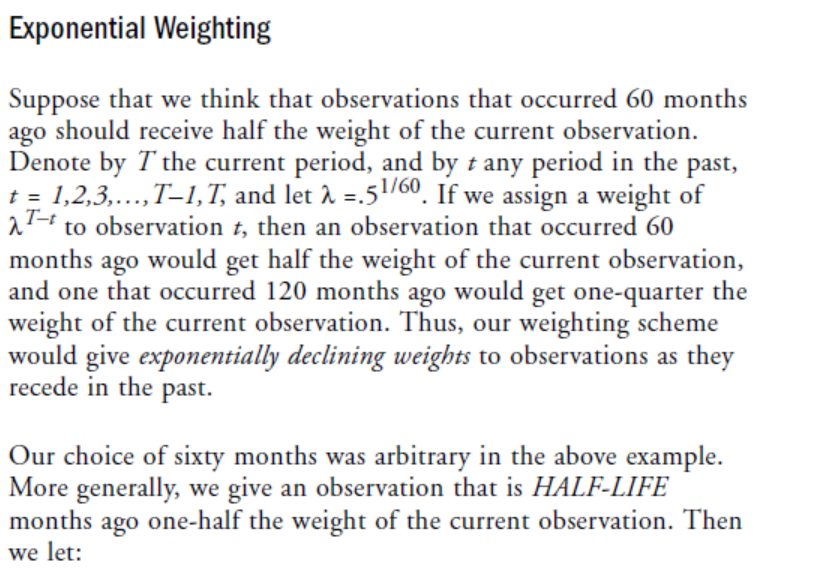 Exponential Weighting
Suppose that we think that observations that occurred 60 months
ago should receive half the weight of the current observation.
Denote by T the current period, and by t any period in the past,
t = 1,2,3,...,T–1,T, and let λ =.5^1/60. If we assign a weight of
λ^T–t to observation t, then an observation that occurred 60
months ago would get half the weight of the current observation,
and one that occurred 120 months ago would get one-quarter the
weight of the current observation. Thus, our weighting scheme
would give exponentially declining weights to observations as they
recede in the past.
Our choice of sixty months was arbitrary in the above example.
More generally, we give an observation that is HALF-LIFE
months ago one-half the weight of the current observation. Then
we let: